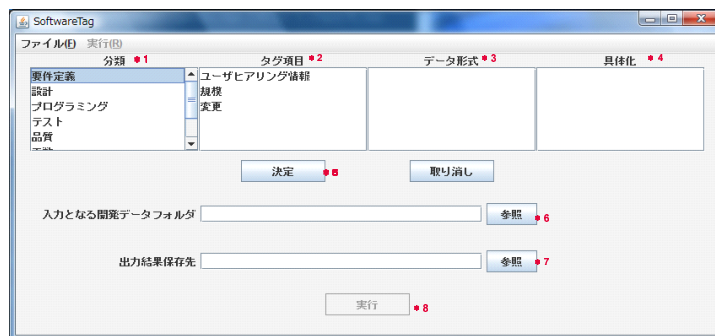 SoftwareTag
ファイル(F) 実行(R)
分類 *1 タグ項目 *2 データ形式 *3 具体化 *4
要件定義 ユーザヒアリング情報
設計 規模
プログラミング 変更
テスト
品質
決定 *5 取り消し
入力となる開発データフォルダ 参照 *6
出力結果保存先 参照 *7
実行 *8